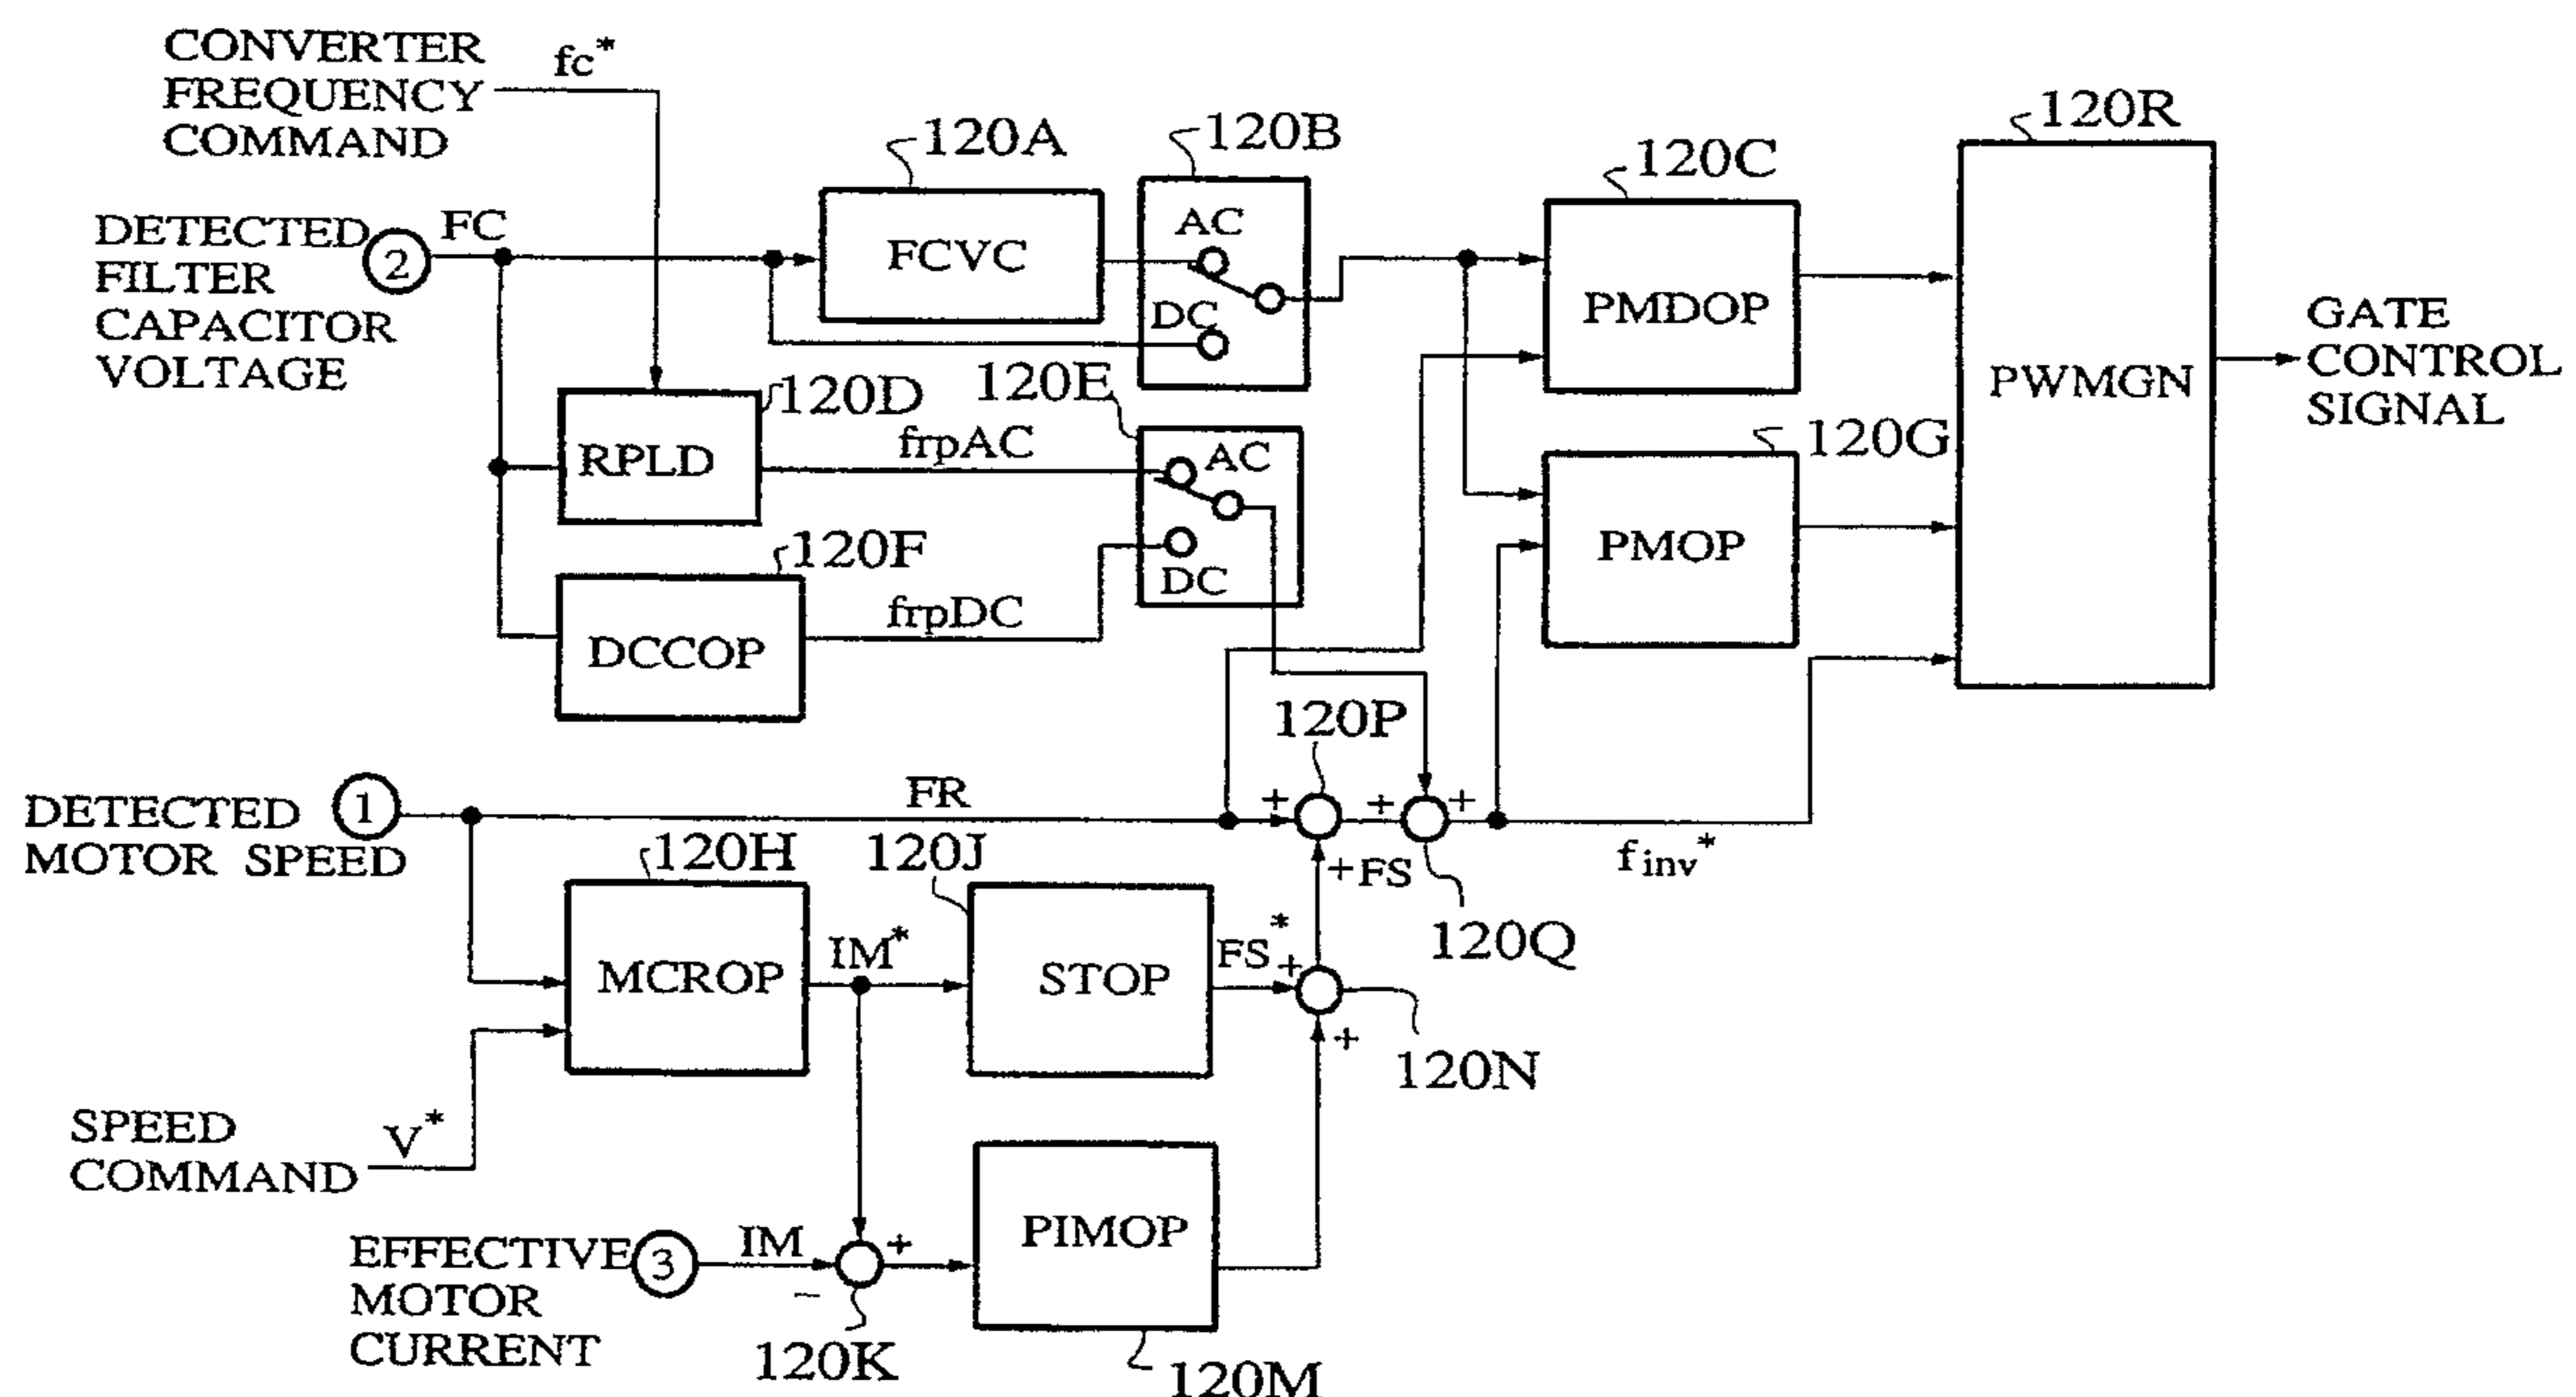 CONVERTER
FREQUENCY
COMMAND
fc*
120A
120B
120R
120C
DETECTED
FILTER
CAPACITOR
VOLTAGE
2
FC
FCVC
AC
DC
PMDOP
PWMGN
GATE
CONTROL
SIGNAL
120D
RPLD
frpAC
120E
AC
DC
120G
PMOP
120F
DCCOP
frpDC
120P
DETECTED
MOTOR SPEED
1
FR
+
+
+
finv*
120H
120J
+FS
120Q
MCROP
IM*
STOP
FS*
+
+
120N
SPEED
COMMAND
V*
EFFECTIVE
MOTOR
CURRENT
3
IM
+
−
120K
PIMOP
120M